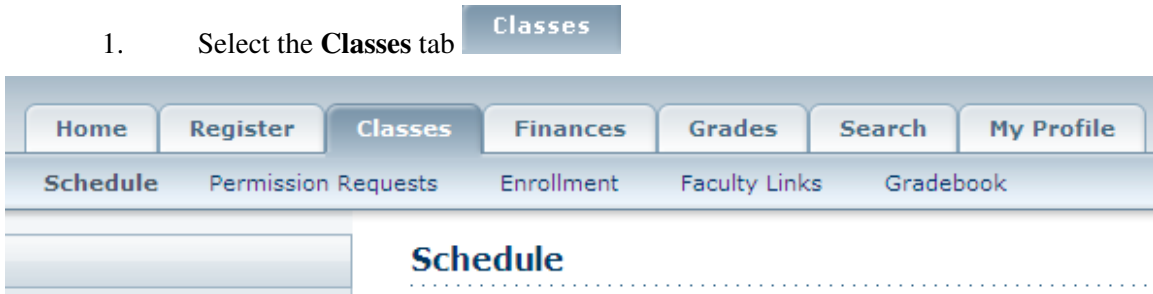 1. Select the Classes tab Classes
Home Register Classes Finances Grades Search My Profile
Schedule Permission Requests Enrollment Faculty Links Gradebook
Schedule